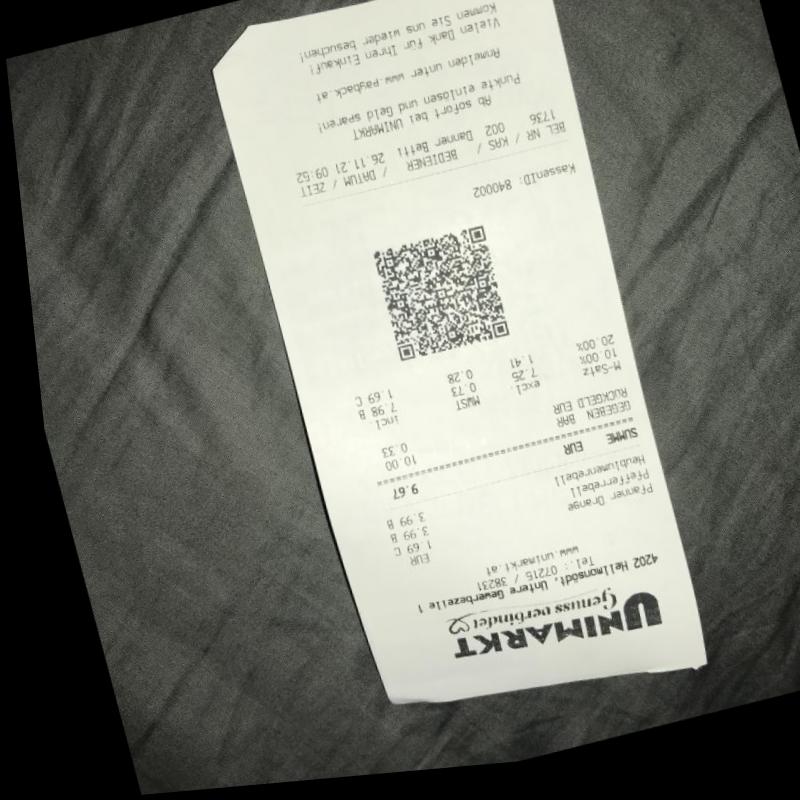 UNIMARKT
Genuss verbindet
4202 Hellmonsödt, Untere Gewerbezeile 1
Tel.: 07215 / 38231
www.unimarkt.at
EUR
Pfanner Orange 1.69 C
Pfefferrebell 3.99 B
Heublumenrebell 3.99 B
SUMME EUR 9.67
GEGEBEN BAR 10.00
RÜCKGELD EUR 0.33
M-Satz excl. MWST incl
10.00% 7.25 0.73 7.98 B
20.00% 1.41 0.28 1.69 C
KassenID: 840002
BEL NR / KAS / BEDIENER / DATUM / ZEIT
1736 002 Danner Betti 26.11.21 09:52
Ab sofort bei UNIMARKT
Punkte einlösen und Geld sparen!
Anmelden unter www.payback.at
Vielen Dank für Ihren Einkauf!
Kommen Sie uns wieder besuchen!